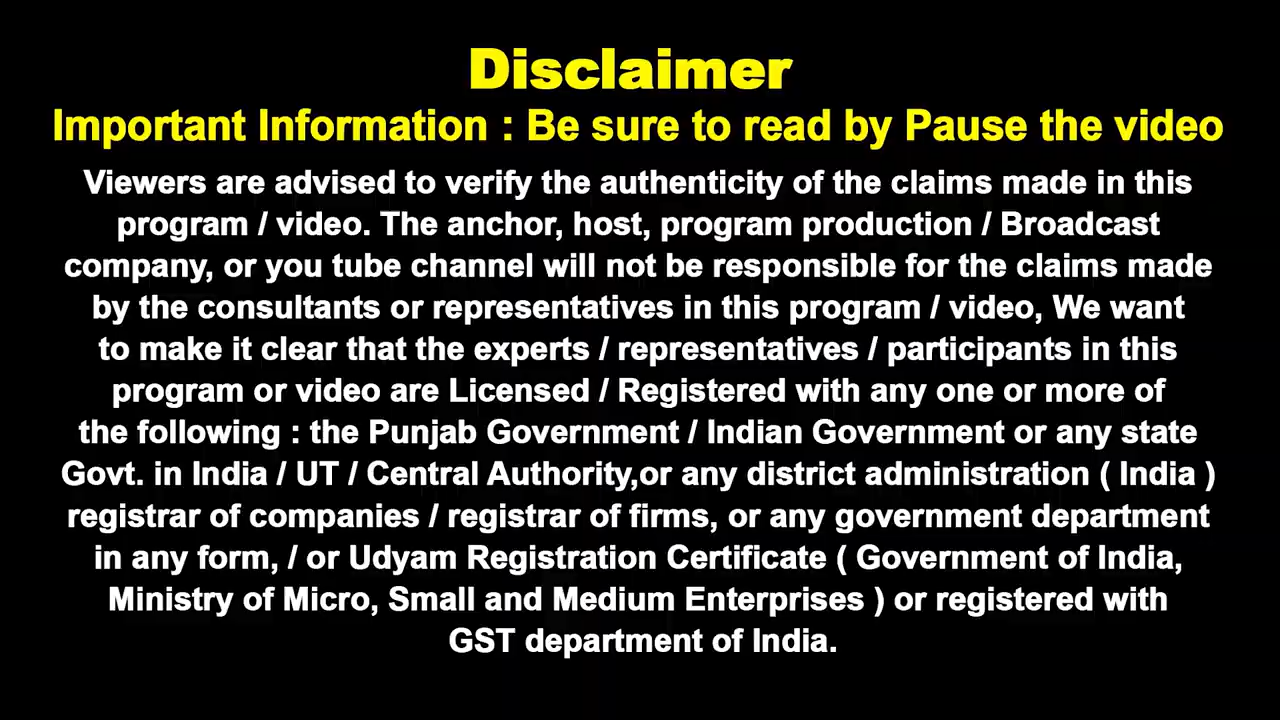 Disclaimer
Important Information : Be sure to read by Pause the video
Viewers are advised to verify the authenticity of the claims made in this
program / video. The anchor, host, program production / Broadcast
company, or you tube channel will not be responsible for the claims made
by the consultants or representatives in this program / video, We want
to make it clear that the experts / representatives / participants in this
program or video are Licensed / Registered with any one or more of
the following : the Punjab Government / Indian Government or any state
Govt. in India / UT / Central Authority,or any district administration ( India )
registrar of companies / registrar of firms, or any government department
in any form, / or Udyam Registration Certificate ( Government of India,
Ministry of Micro, Small and Medium Enterprises ) or registered with
GST department of India.